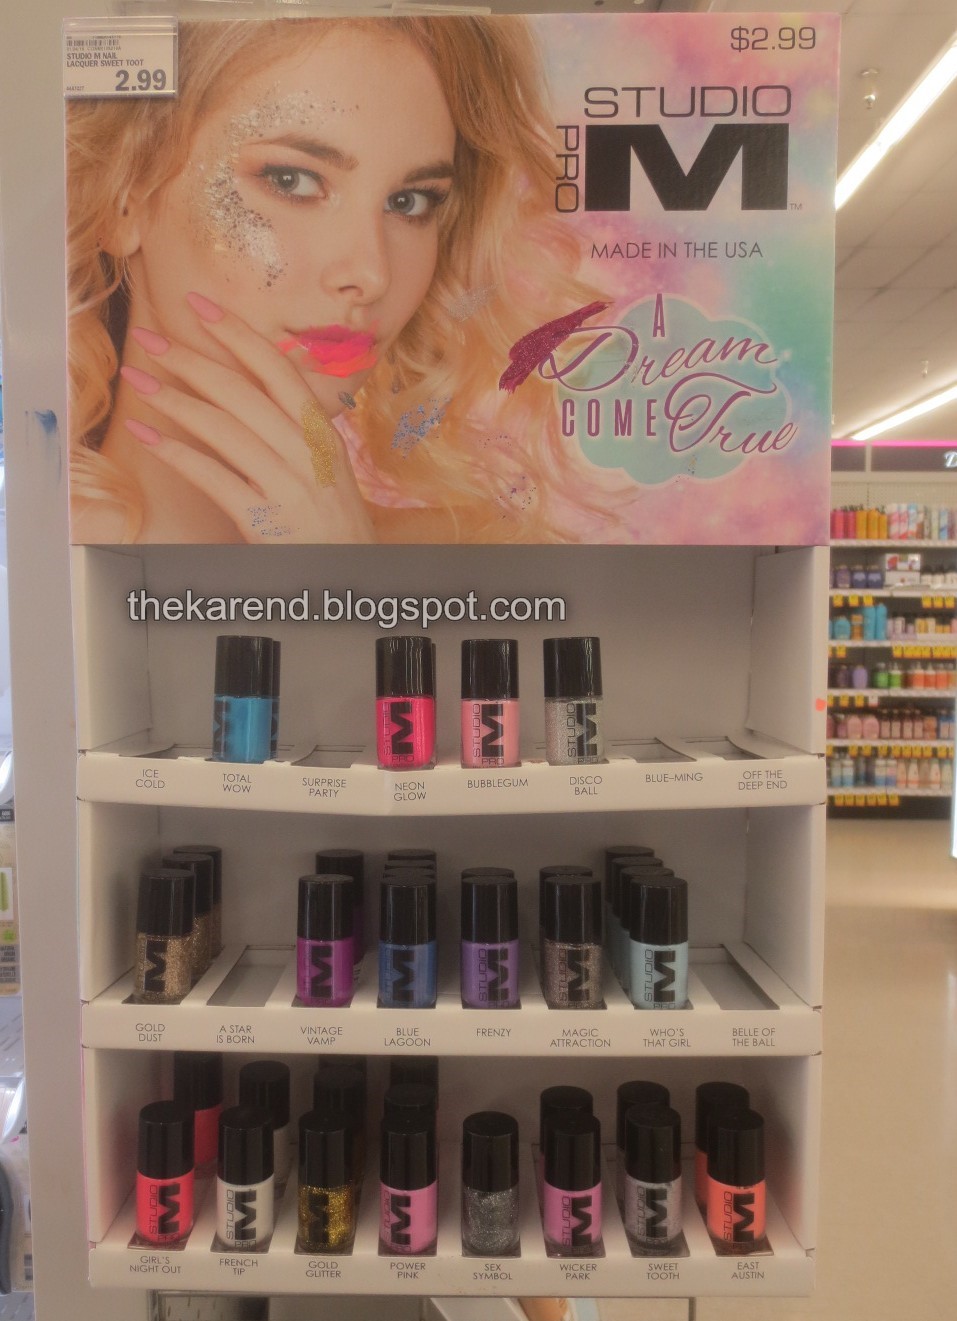 STUDIO M NAIL
LACQUER SWEET TOOT
2.99
$2.99
STUDIO
PRO
M
™
MADE IN THE USA
A
Dream
COME True
thekarend.blogspot.com
ICE
COLD
TOTAL
WOW
SURPRISE
PARTY
NEON
GLOW
BUBBLEGUM
DISCO
BALL
BLUE-MING
OFF THE
DEEP END
GOLD
DUST
A STAR
IS BORN
VINTAGE
VAMP
BLUE
LAGOON
FRENZY
MAGIC
ATTRACTION
WHO'S
THAT GIRL
BELLE OF
THE BALL
GIRL'S
NIGHT OUT
FRENCH
TIP
GOLD
GLITTER
POWER
PINK
SEX
SYMBOL
WICKER
PARK
SWEET
TOOTH
EAST
AUSTIN